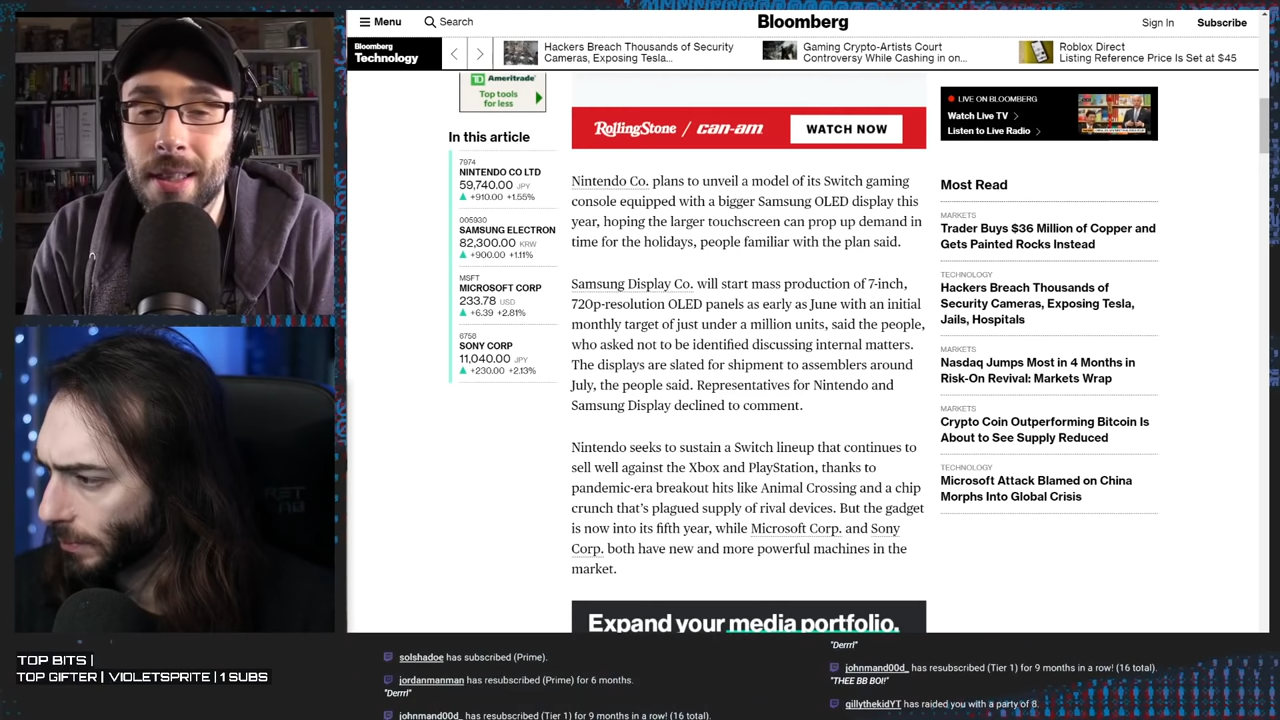 Menu
Search
Bloomberg
Sign In
Subscribe
Bloomberg
Technology
Hackers Breach Thousands of Security
Cameras, Exposing Tesla...
Gaming Crypto-Artists Court
Controversy While Cashing in on...
Roblox Direct
Listing Reference Price Is Set at $45
TD Ameritrade
Top tools
for less
In this article
7974
NINTENDO CO LTD
59,740.00 JPY
+910.00 +1.55%
005930
SAMSUNG ELECTRON
82,300.00 KRW
+900.00 +1.11%
MSFT
MICROSOFT CORP
233.78 USD
+6.39 +2.81%
6758
SONY CORP
11,040.00 JPY
+230.00 +2.13%
RollingStone / can-am
WATCH NOW
Nintendo Co. plans to unveil a model of its Switch gaming
console equipped with a bigger Samsung OLED display this
year, hoping the larger touchscreen can prop up demand in
time for the holidays, people familiar with the plan said.
Samsung Display Co. will start mass production of 7-inch,
720p-resolution OLED panels as early as June with an initial
monthly target of just under a million units, said the people,
who asked not to be identified discussing internal matters.
The displays are slated for shipment to assemblers around
July, the people said. Representatives for Nintendo and
Samsung Display declined to comment.
Nintendo seeks to sustain a Switch lineup that continues to
sell well against the Xbox and PlayStation, thanks to
pandemic-era breakout hits like Animal Crossing and a chip
crunch that's plagued supply of rival devices. But the gadget
is now into its fifth year, while Microsoft Corp. and Sony
Corp. both have new and more powerful machines in the
market.
Expand your media portfolio.
LIVE ON BLOOMBERG
Watch Live TV
Listen to Live Radio
Most Read
MARKETS
Trader Buys $36 Million of Copper and
Gets Painted Rocks Instead
TECHNOLOGY
Hackers Breach Thousands of
Security Cameras, Exposing Tesla,
Jails, Hospitals
MARKETS
Nasdaq Jumps Most in 4 Months in
Risk-On Revival: Markets Wrap
MARKETS
Crypto Coin Outperforming Bitcoin Is
About to See Supply Reduced
TECHNOLOGY
Microsoft Attack Blamed on China
Morphs Into Global Crisis
TOP BITS |
TOP GIFTER | VIOLETSPRITE | 1 SUBS
solshadoe has subscribed (Prime).
jordanmanman has resubscribed (Prime) for 6 months.
"Derrrl"
johnmand00d_ has resubscribed (Tier 1) for 9 months in a row! (16 total).
"Derrrl"
johnmand00d_ has resubscribed (Tier 1) for 9 months in a row! (16 total).
"THEE BB BOI!"
gillythekidYT has raided you with a party of 8.